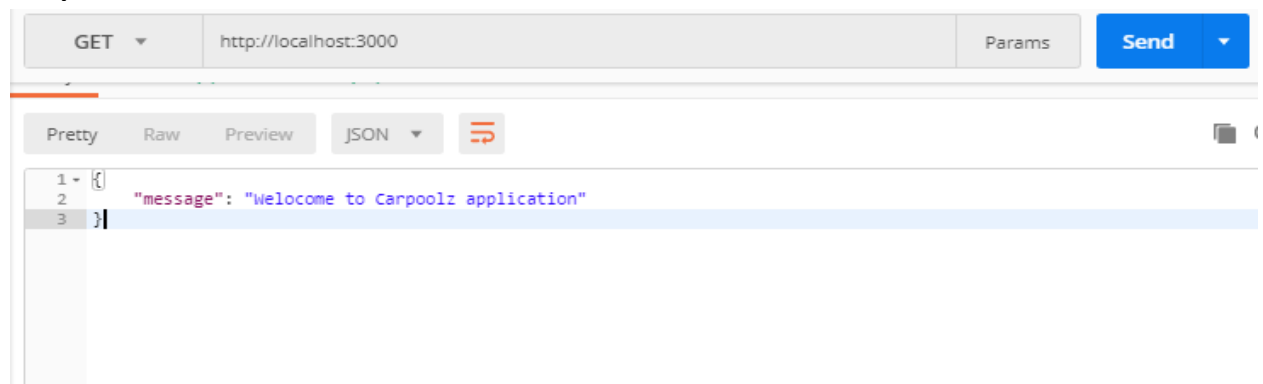 GET http://localhost:3000 Params Send
Pretty Raw Preview JSON
1 {
2 "message": "Welocome to Carpoolz application"
3 }